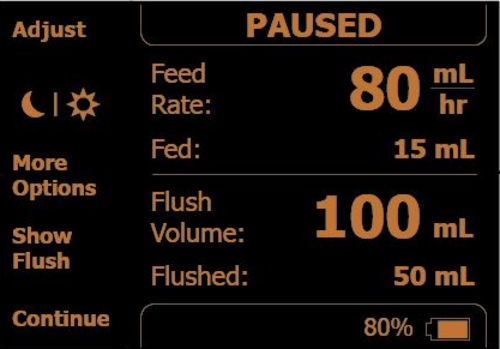 Adjust
PAUSED
Feed
Rate:
80 mL
hr
Fed:
15 mL
More
Options
Flush
Volume:
100 mL
Show
Flush
Flushed:
50 mL
Continue
80%